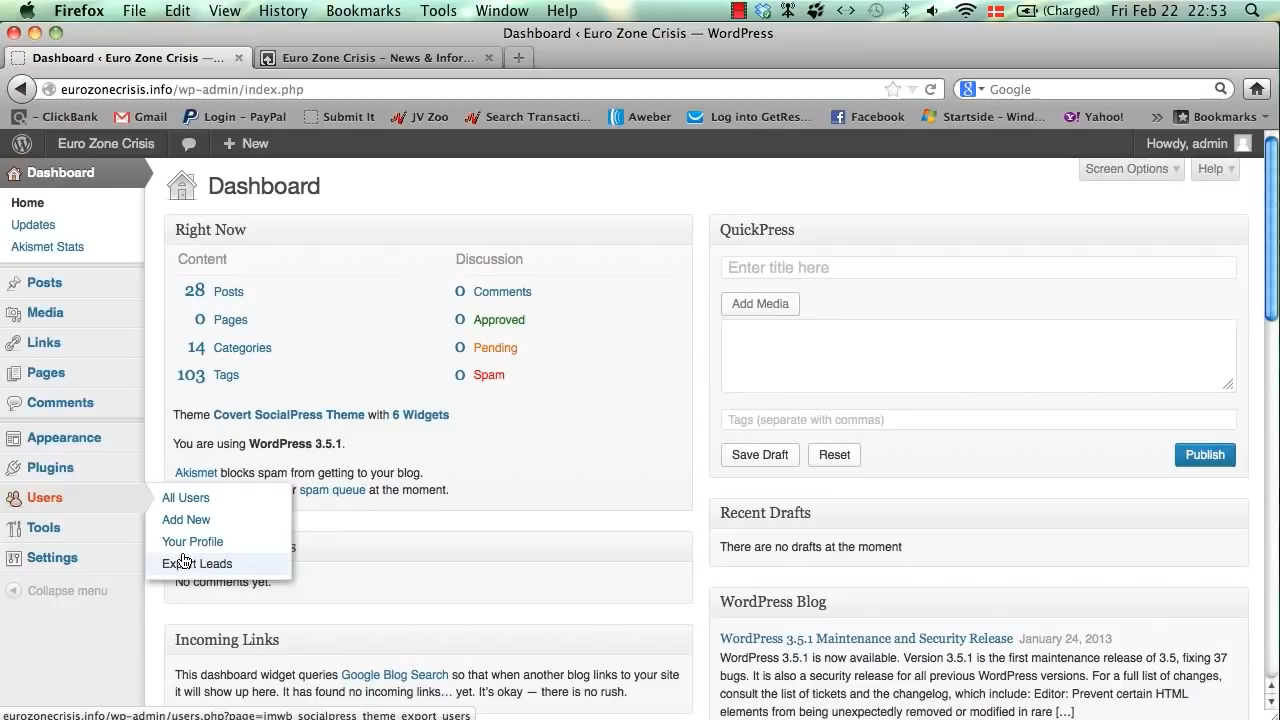 Firefox File Edit View History Bookmarks Tools Window Help (Charged) Fri Feb 22 22:53
Dashboard ‹ Euro Zone Crisis — WordPress
Dashboard ‹ Euro Zone Crisis —... × Euro Zone Crisis – News & Infor... × +
eurozonecrisis.info/wp-admin/index.php Google
- ClickBank Gmail Login – PayPal Submit It JV Zoo Search Transacti... Aweber Log into GetRes... Facebook Startside – Wind... Yahoo! » Bookmarks
Euro Zone Crisis + New Howdy, admin
Dashboard
Home
Updates
Akismet Stats
Posts
Media
Links
Pages
Comments
Appearance
Plugins
Users
Tools
Settings
Collapse menu
All Users
Add New
Your Profile
Export Leads
Screen Options Help
Dashboard
Right Now
Content Discussion
28 Posts 0 Comments
0 Pages 0 Approved
14 Categories 0 Pending
103 Tags 0 Spam
Theme Covert SocialPress Theme with 6 Widgets
You are using WordPress 3.5.1.
Akismet blocks spam from getting to your blog.
spam queue at the moment.
No comments yet.
Incoming Links
This dashboard widget queries Google Blog Search so that when another blog links to your site
it will show up here. It has found no incoming links… yet. It's okay — there is no rush.
QuickPress
Enter title here
Add Media
Tags (separate with commas)
Save Draft Reset Publish
Recent Drafts
There are no drafts at the moment
WordPress Blog
WordPress 3.5.1 Maintenance and Security Release January 24, 2013
WordPress 3.5.1 is now available. Version 3.5.1 is the first maintenance release of 3.5, fixing 37
bugs. It is also a security release for all previous WordPress versions. For a full list of changes,
consult the list of tickets and the changelog, which include: Editor: Prevent certain HTML
elements from being unexpectedly removed or modified in rare [...]
eurozonecrisis.info/wp-admin/users.php?page=imwb_socialpress_theme_export_users